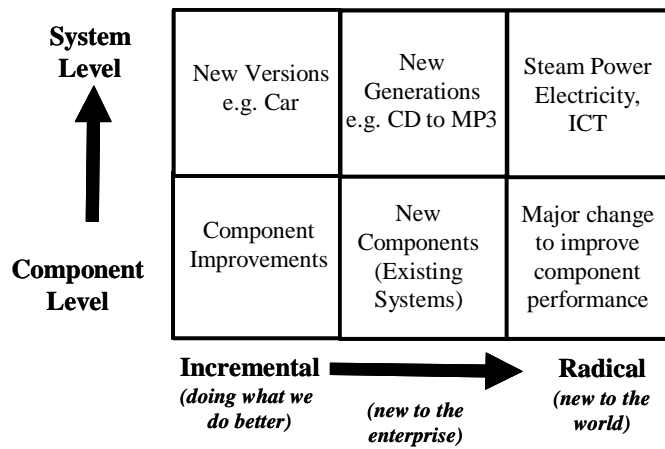 System
Level
New Versions
e.g. Car
New
Generations
e.g. CD to MP3
Steam Power
Electricity,
ICT
Component
Level
Component
Improvements
New
Components
(Existing
Systems)
Major change
to improve
component
performance
Incremental
(doing what we
do better)
(new to the
enterprise)
Radical
(new to the
world)